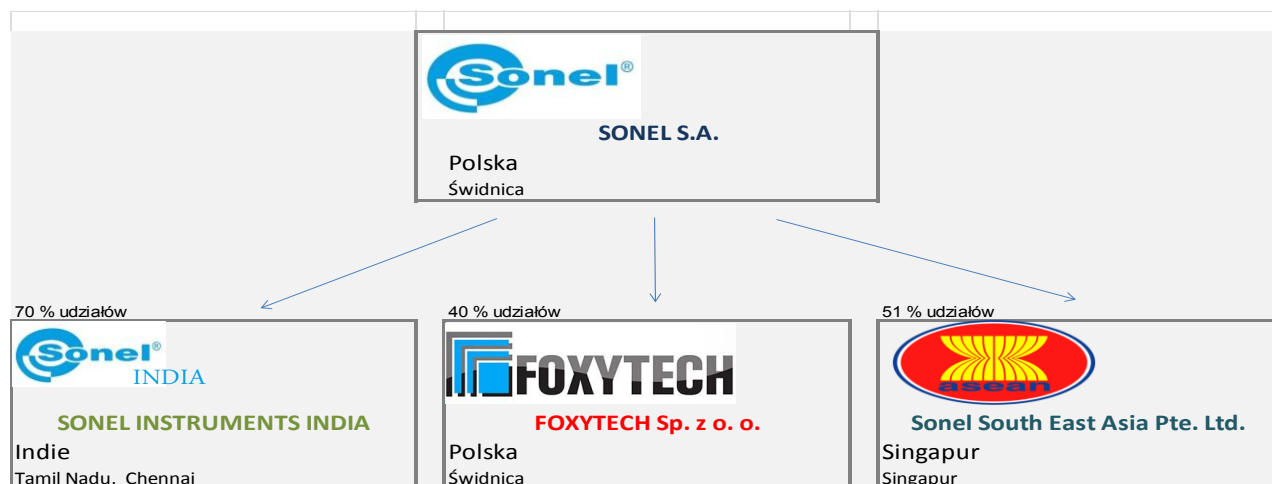 Sonel®
SONEL S.A.
Polska
Świdnica
70 % udziałów
40 % udziałów
51 % udziałów
Sonel®
INDIA
SONEL INSTRUMENTS INDIA
Indie
Tamil Nadu, Chennai
FOXYTECH
FOXYTECH Sp. z o. o.
Polska
Świdnica
asean
Sonel South East Asia Pte. Ltd.
Singapur
Singapur